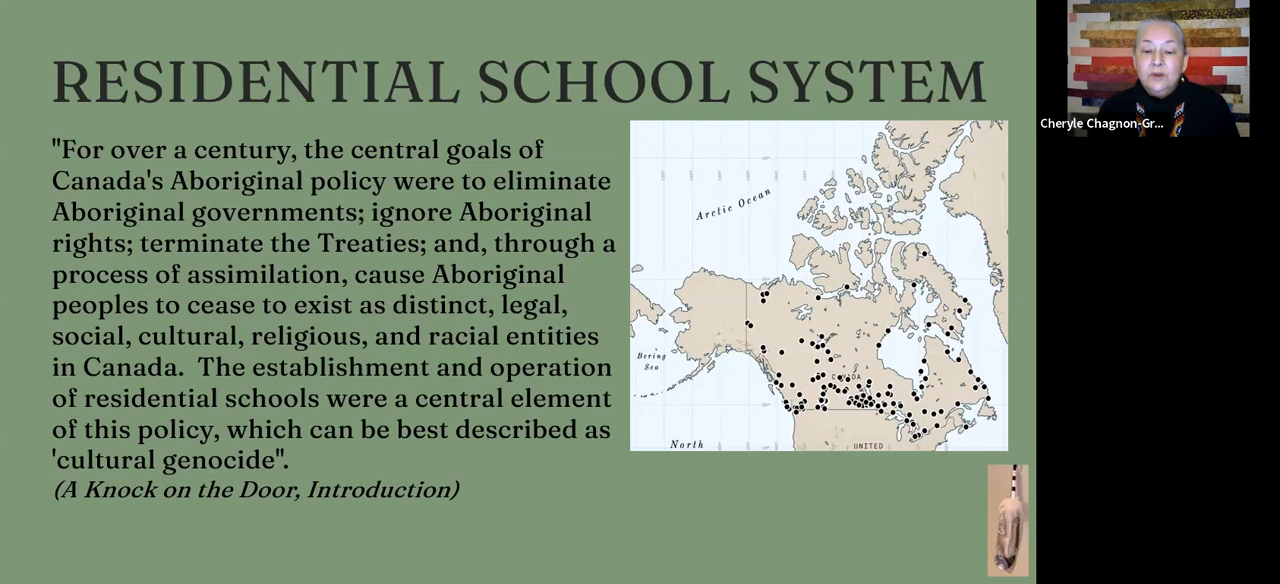 RESIDENTIAL SCHOOL SYSTEM
"For over a century, the central goals of
Canada's Aboriginal policy were to eliminate
Aboriginal governments; ignore Aboriginal
rights; terminate the Treaties; and, through a
process of assimilation, cause Aboriginal
peoples to cease to exist as distinct, legal,
social, cultural, religious, and racial entities
in Canada.  The establishment and operation
of residential schools were a central element
of this policy, which can be best described as
'cultural genocide".
(A Knock on the Door, Introduction)
Arctic Ocean
Bering
Sea
North
UNITED
Cheryle Chagnon-Gr...